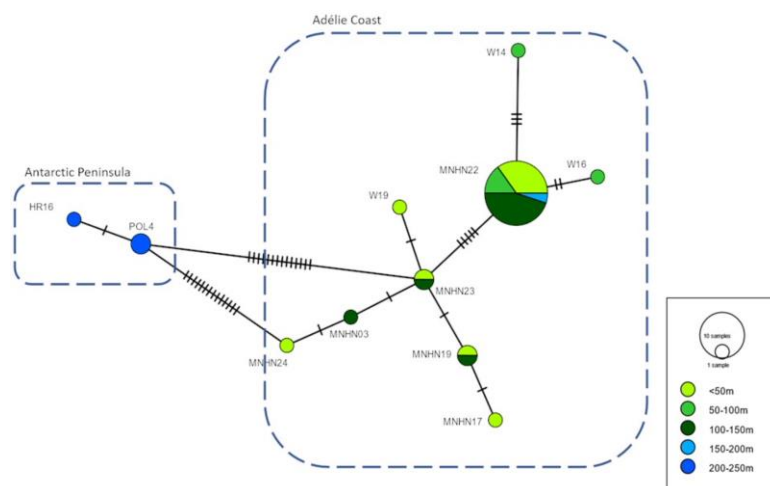 Adélie Coast
W14
MNHN22
W16
Antarctic Peninsula
HR16
POL4
W19
MNHN23
MNHN03
MNHN24
MNHN19
MNHN17
10 samples
1 sample
<50m
50-100m
100-150m
150-200m
200-250m